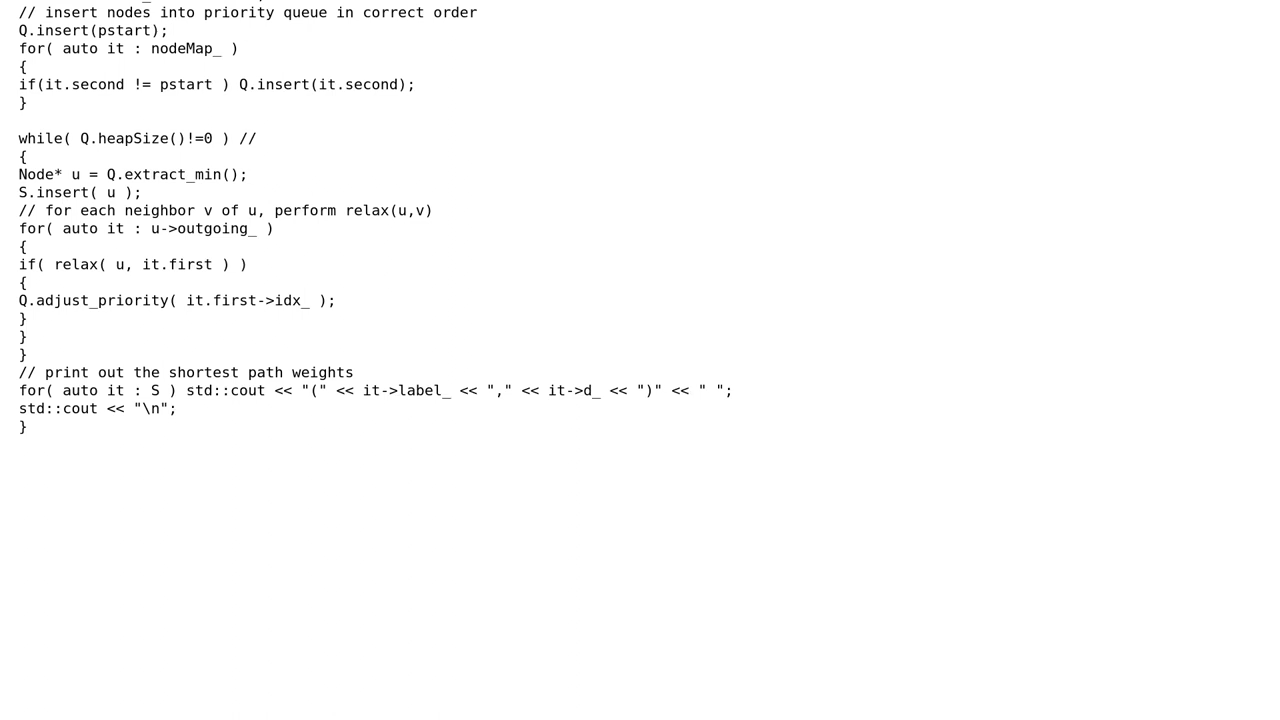 // insert nodes into priority queue in correct order
Q.insert(pstart);
for( auto it : nodeMap_ )
{
if(it.second != pstart ) Q.insert(it.second);
}

while( Q.heapSize()!=0 ) //
{
Node* u = Q.extract_min();
S.insert( u );
// for each neighbor v of u, perform relax(u,v)
for( auto it : u->outgoing_ )
{
if( relax( u, it.first ) )
{
Q.adjust_priority( it.first->idx_ );
}
}
}
// print out the shortest path weights
for( auto it : S ) std::cout << "(" << it->label_ << "," << it->d_ << ")" << " ";
std::cout << "\n";
}